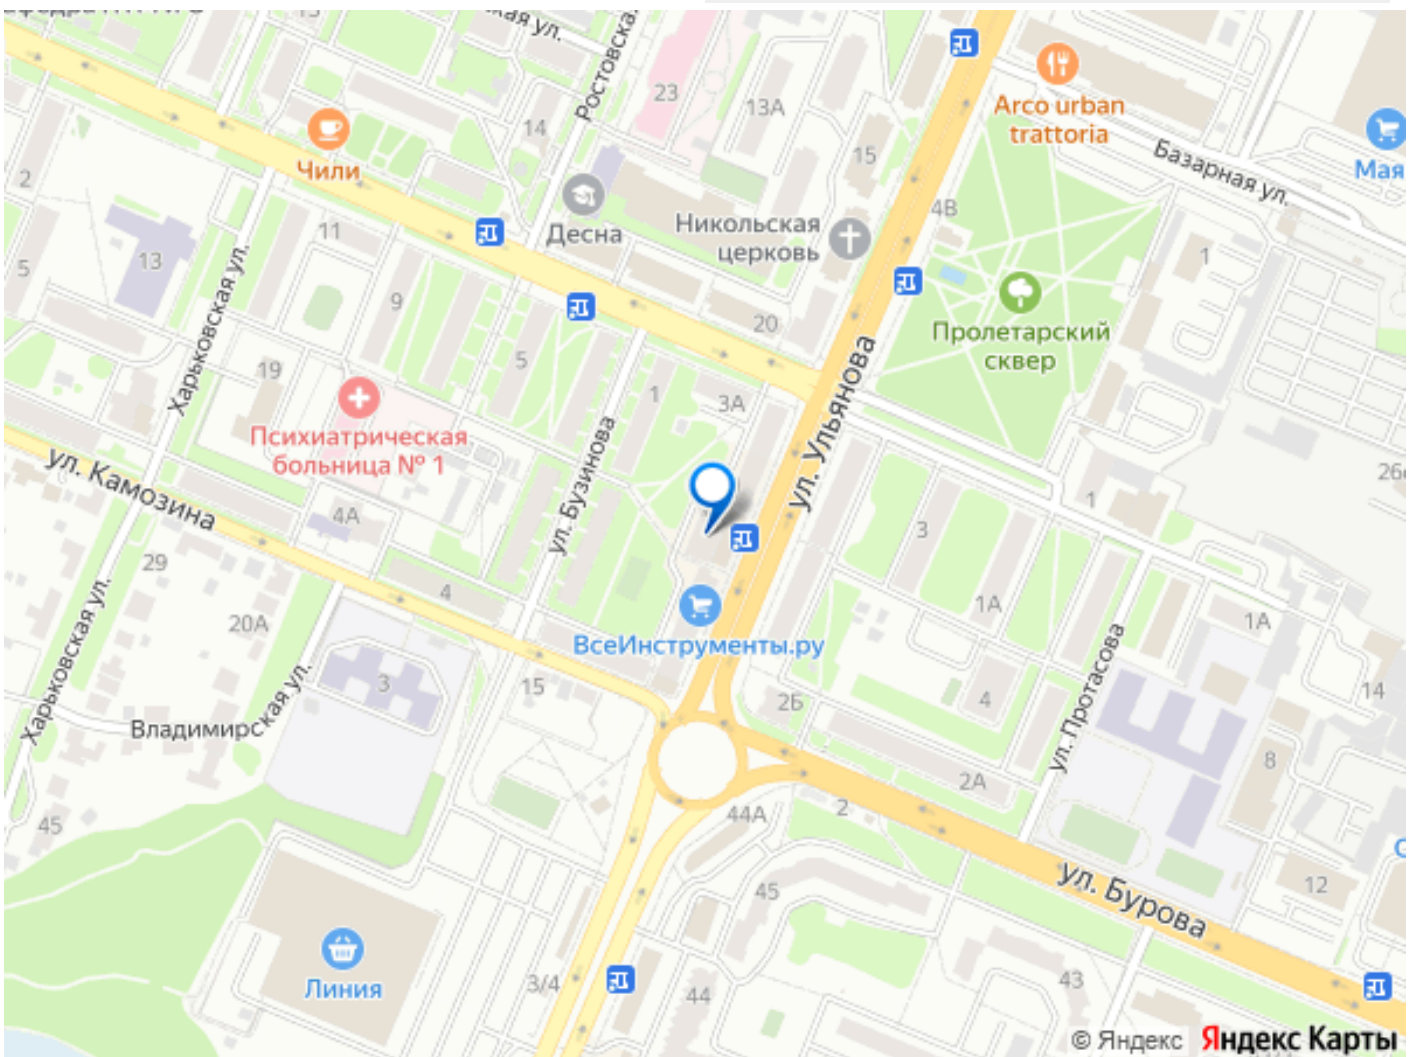 кая ул.
Ростовска
23
13А
14
15
Arco urban
trattoria
Базарная ул.
Мая
Чили
2
Десна
Никольская
церковь
4В
1
11
13
5
9
20
Пролетарский
сквер
Харьковская ул.
5
19
1
3А
ул. Ульянова
Психиатрическая
больница № 1
ул. Камозина
ул. Бузинова
4А
3
1
29
4
1А
20А
1А
ВсеИнструменты.ру
Харьковская ул.
3
15
2Б
4
14
ул. Протасова
Владимирская ул.
8
2А
45
44А
2
45
ул. Бурова
12
Линия
3/4
44
43
© Яндекс Яндекс Карты